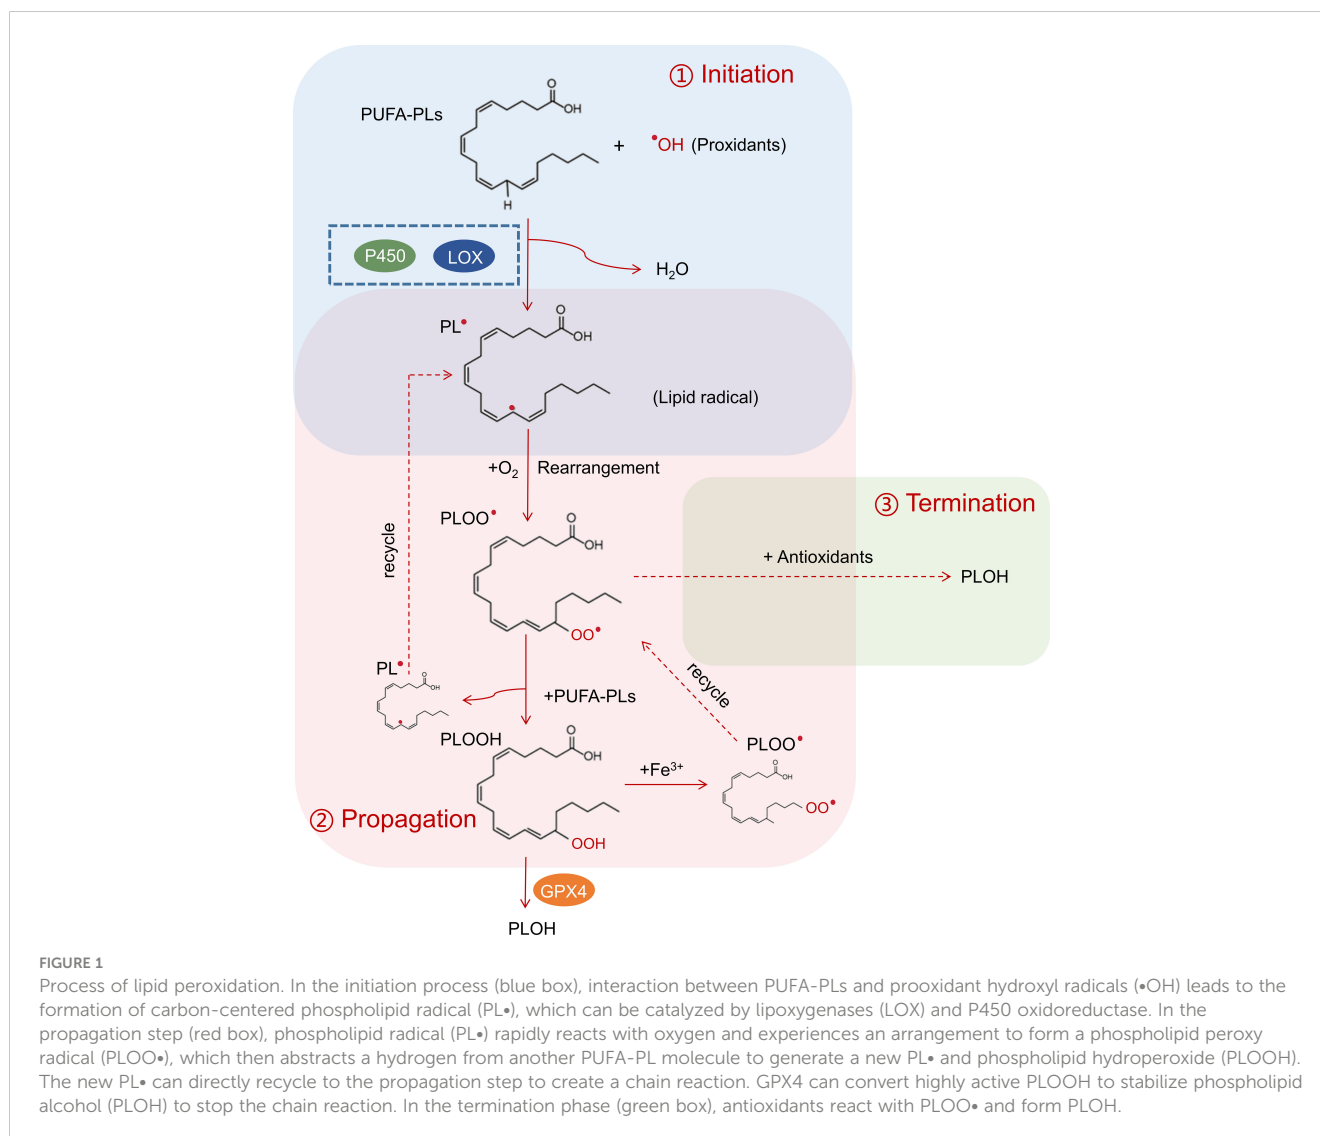 ① Initiation
O
OH
PUFA-PLs
+
•OH (Proxidants)
H
P450
LOX
H₂O
PL•
O
OH
(Lipid radical)
+O₂
Rearrangement
③ Termination
PLOO•
O
OH
recycle
+ Antioxidants
PLOH
OO•
PL•
O
OH
recycle
+PUFA-PLs
PLOOH
O
OH
PLOO•
+Fe³⁺
O
OH
OO•
② Propagation
OOH
GPX4
PLOH
FIGURE 1
Process of lipid peroxidation. In the initiation process (blue box), interaction between PUFA-PLs and prooxidant hydroxyl radicals (•OH) leads to the
formation of carbon-centered phospholipid radical (PL•), which can be catalyzed by lipoxygenases (LOX) and P450 oxidoreductase. In the
propagation step (red box), phospholipid radical (PL•) rapidly reacts with oxygen and experiences an arrangement to form a phospholipid peroxy
radical (PLOO•), which then abstracts a hydrogen from another PUFA-PL molecule to generate a new PL• and phospholipid hydroperoxide (PLOOH).
The new PL• can directly recycle to the propagation step to create a chain reaction. GPX4 can convert highly active PLOOH to stabilize phospholipid
alcohol (PLOH) to stop the chain reaction. In the termination phase (green box), antioxidants react with PLOO• and form PLOH.